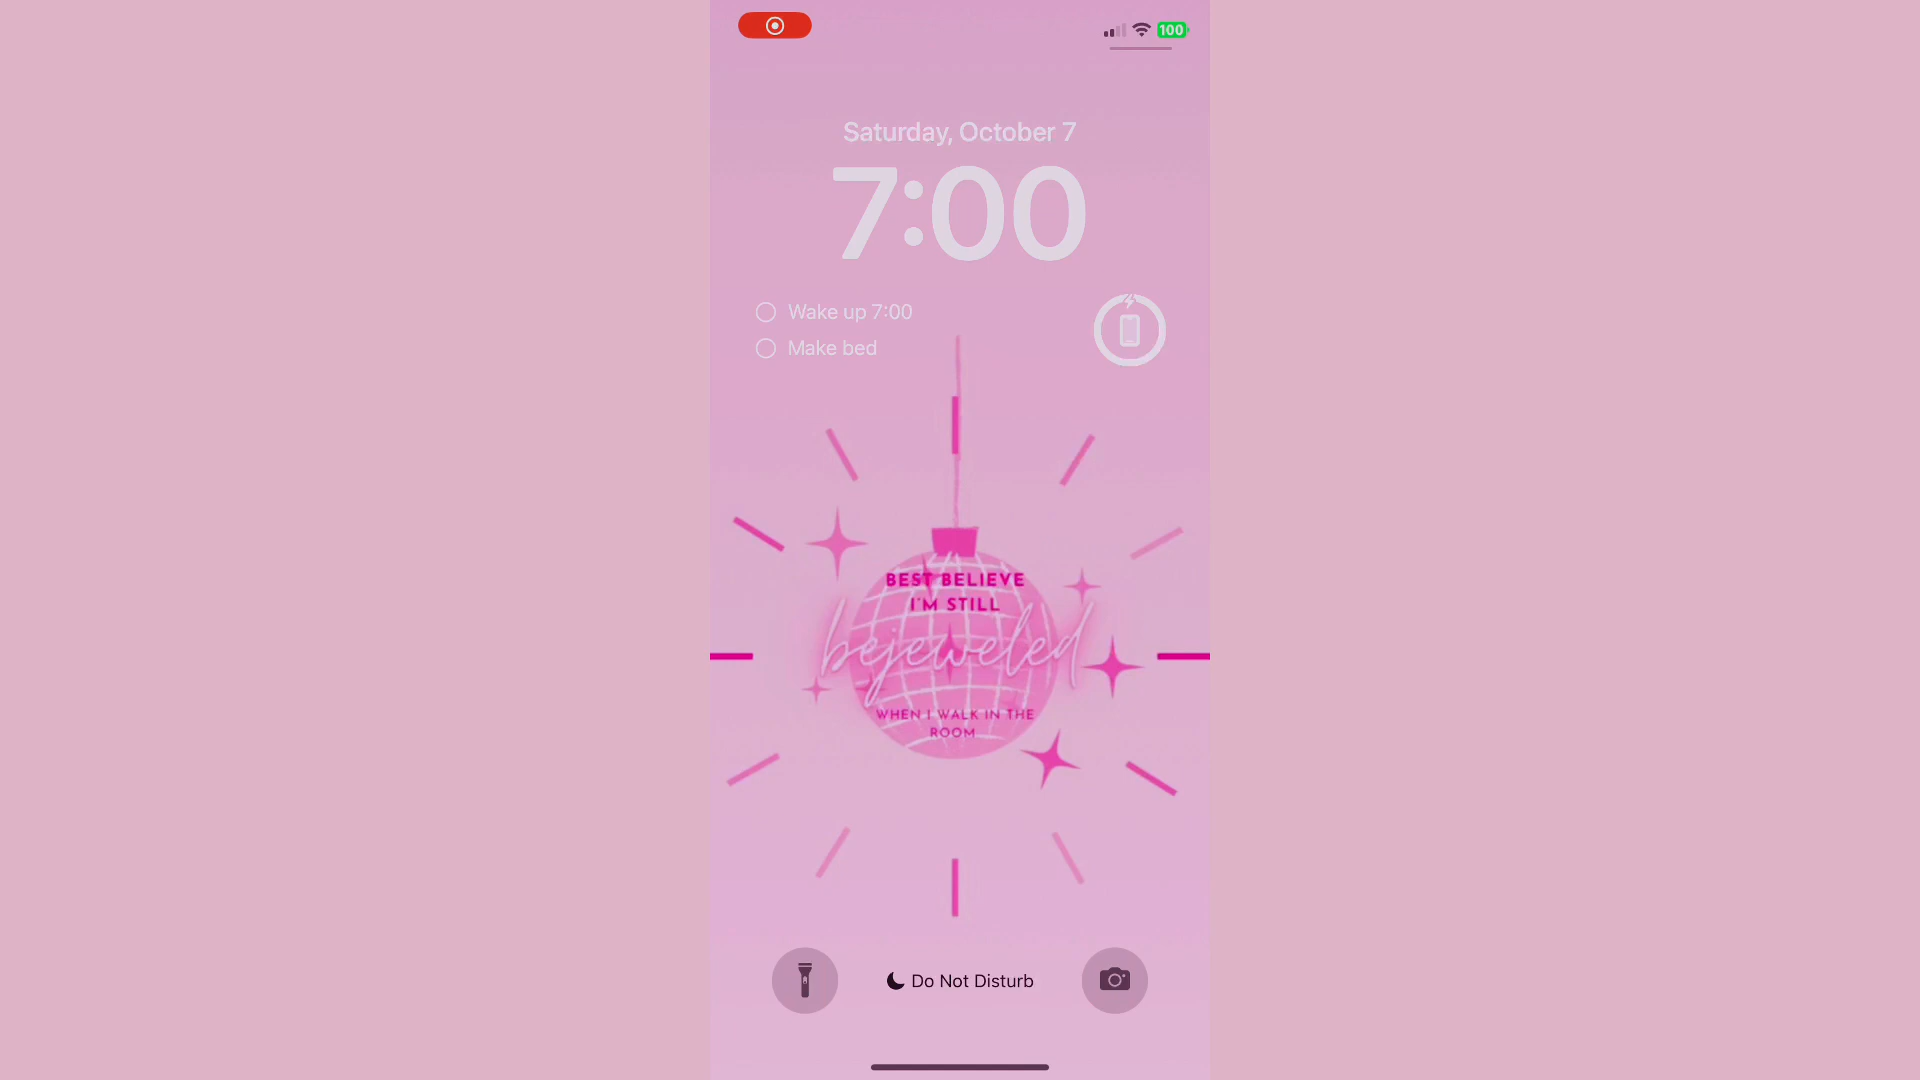 100
Saturday, October 7
7:00
Wake up 7:00
Make bed
BEST BELIEVE
I'M STILL
bejeweled
WHEN I WALK IN THE
ROOM
Do Not Disturb